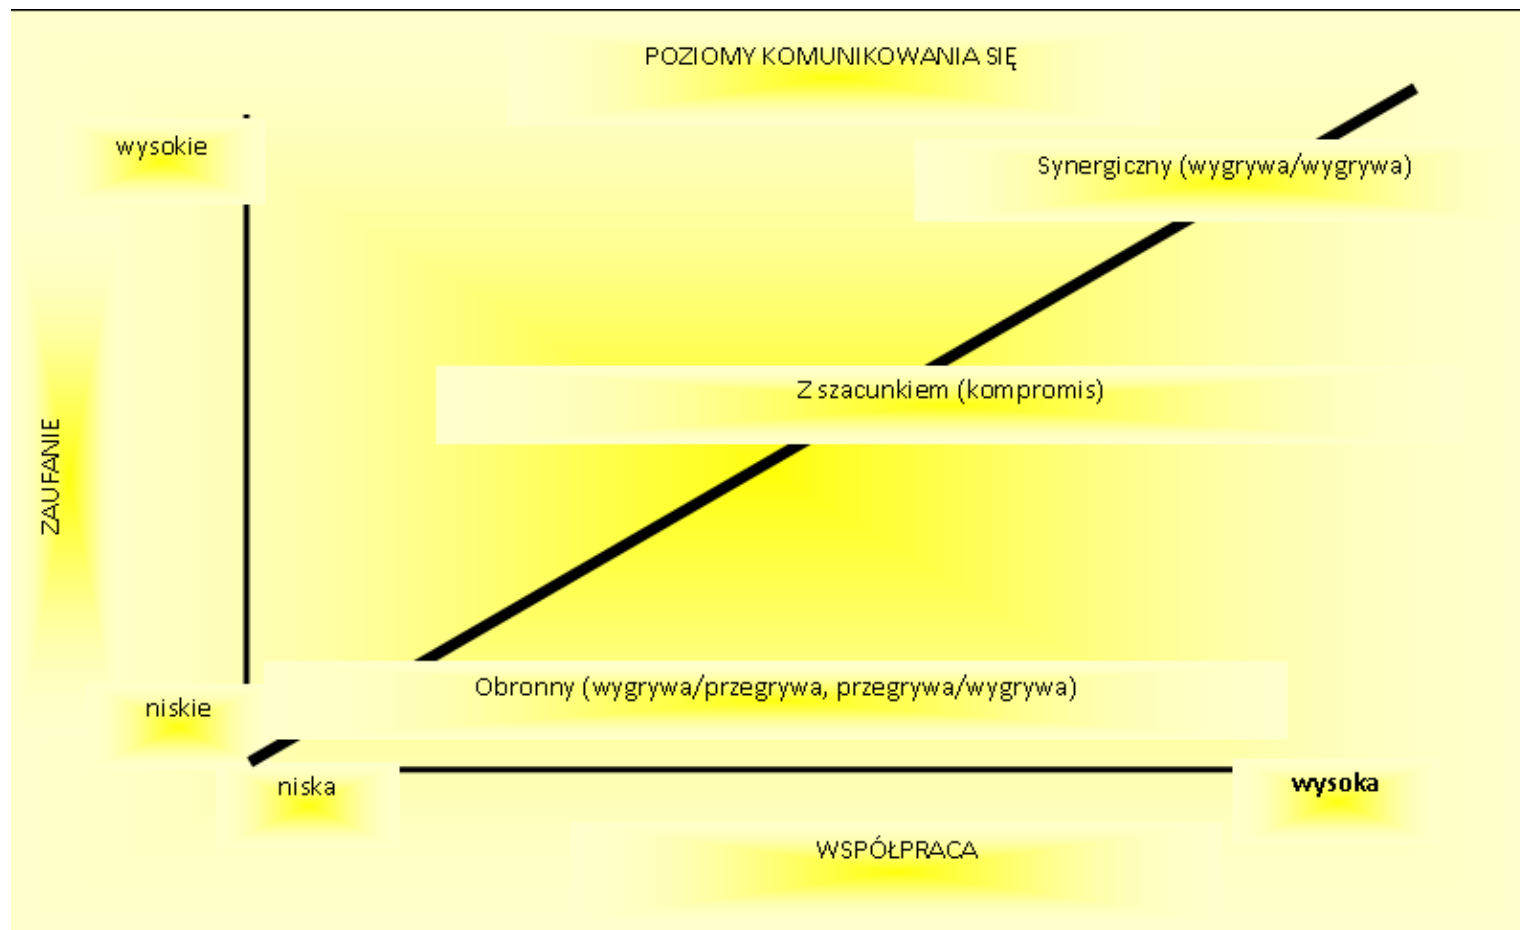 POZIOMY KOMUNIKOWANIA SIĘ
wysokie
Synergiczny (wygrywa/wygrywa)
Z szacunkiem (kompromis)
ZAUFANIE
Obronny (wygrywa/przegrywa, przegrywa/wygrywa)
niskie
niska
wysoka
WSPÓŁPRACA